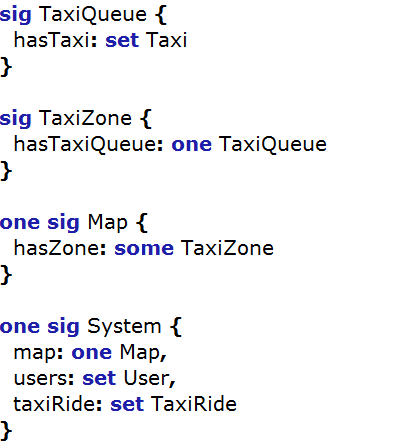 sig TaxiQueue {
  hasTaxi: set Taxi
}

sig TaxiZone {
  hasTaxiQueue: one TaxiQueue
}

one sig Map {
  hasZone: some TaxiZone
}

one sig System {
  map: one Map,
  users: set User,
  taxiRide: set TaxiRide
}